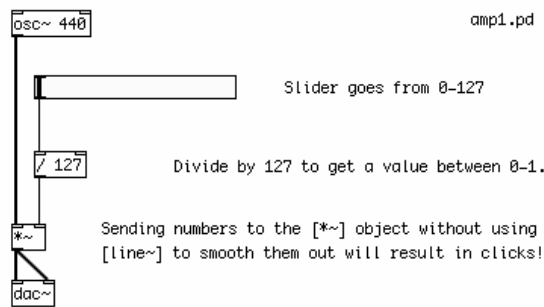 osc~ 440
amp1.pd
Slider goes from 0-127
/ 127
Divide by 127 to get a value between 0-1.
*~
Sending numbers to the [*~] object without using
[line~] to smooth them out will result in clicks!
dac~